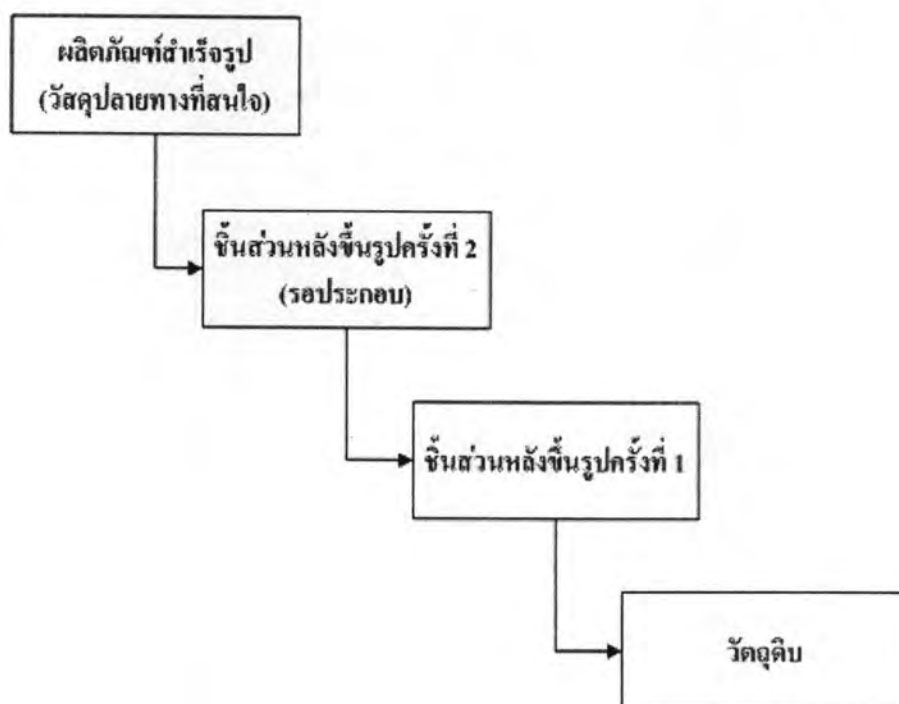 ผลิตภัณฑ์สำเร็จรูป
(วัสดุปลายทางที่สนใจ)
ชิ้นส่วนหลังขึ้นรูปครั้งที่ 2
(รอประกอบ)
ชิ้นส่วนหลังขึ้นรูปครั้งที่ 1
วัตถุดิบ